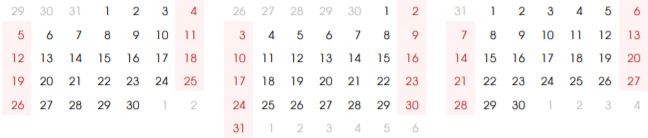 29 30 31 1 2 3 4
5 6 7 8 9 10 11
12 13 14 15 16 17 18
19 20 21 22 23 24 25
26 27 28 29 30 1 2
26 27 28 29 30 1 2
3 4 5 6 7 8 9
10 11 12 13 14 15 16
17 18 19 20 21 22 23
24 25 26 27 28 29 30
31 1 2 3 4 5 6
31 1 2 3 4 5 6
7 8 9 10 11 12 13
14 15 16 17 18 19 20
21 22 23 24 25 26 27
28 29 30 1 2 3 4